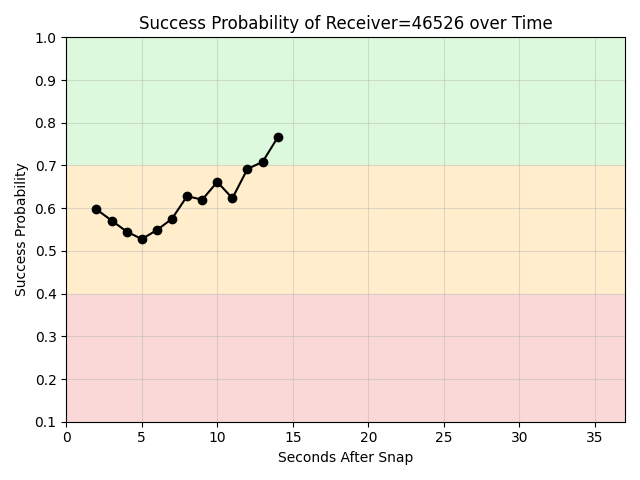 Success Probability of Receiver=46526 over Time
1.0
0.9
0.8
0.7
0.6
0.5
0.4
0.3
0.2
0.1
Success Probability
0 5 10 15 20 25 30 35
Seconds After Snap